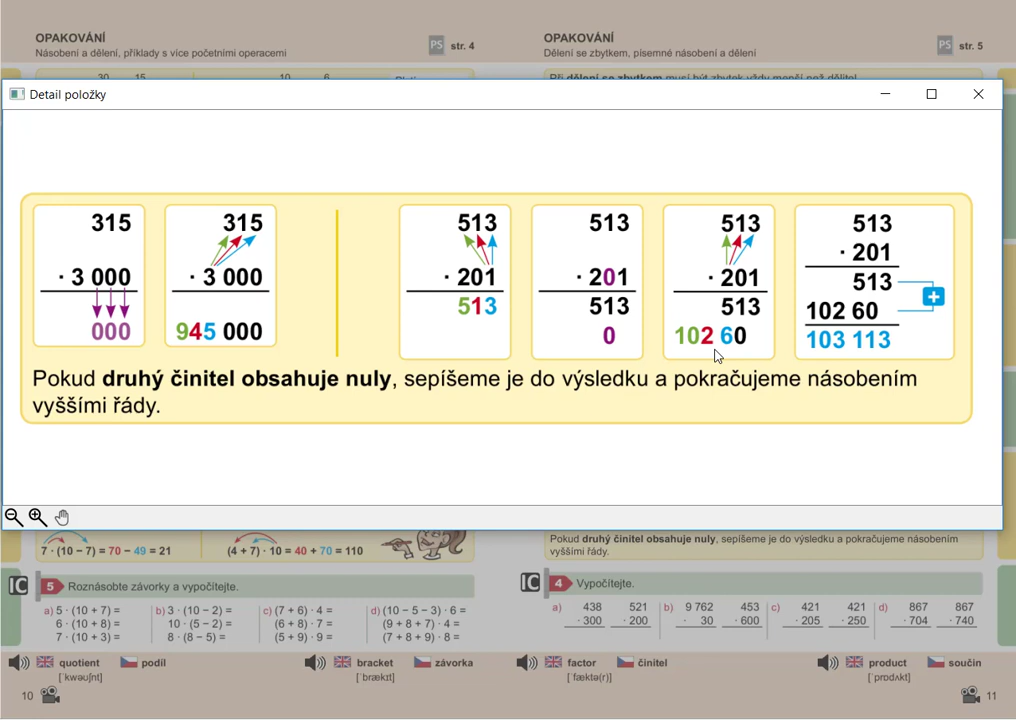 OPAKOVÁNÍ
Násobení a dělení, příklady s více početními operacemi
PS str. 4
OPAKOVÁNÍ
Dělení se zbytkem, písemné násobení a dělení
PS str. 5
30 15 10 6
Při dělení se zbytkem musí být zbytek vždy menší než dělitel
Detail položky
315
· 3 000
000
315
· 3 000
945 000
513
· 201
513
513
· 201
513
0
513
· 201
513
102 60
513
· 201
513
102 60
103 113
+
Pokud druhý činitel obsahuje nuly, sepíšeme je do výsledku a pokračujeme násobením
vyššími řády.
7 · (10 – 7) = 70 – 49 = 21
(4 + 7) · 10 = 40 + 70 = 110
Pokud druhý činitel obsahuje nuly, sepíšeme je do výsledku a pokračujeme násobením
vyššími řády.
IC 5 Roznásobte závorky a vypočítejte.
a) 5 · (10 + 7) = b) 3 · (10 – 2) = c) (7 + 6) · 4 = d) (10 – 5 – 3) · 6 =
6 · (10 + 8) = 10 · (5 – 2) = (6 + 8) · 7 = (9 + 8 + 7) · 4 =
7 · (10 + 3) = 8 · (8 – 5) = (5 + 9) · 9 = (7 + 8 + 9) · 8 =
IC 4 Vypočítejte.
a) 438 521 b) 9 762 453 c) 421 421 d) 867 867
· 300 · 200 · 30 · 600 · 205 · 250 · 704 · 740
quotient podíl bracket závorka
[ˈkwəʊʃnt] [ˈbrækɪt]
factor činitel product součin
[ˈfæktə(r)] [ˈprɒdʌkt]
10
11